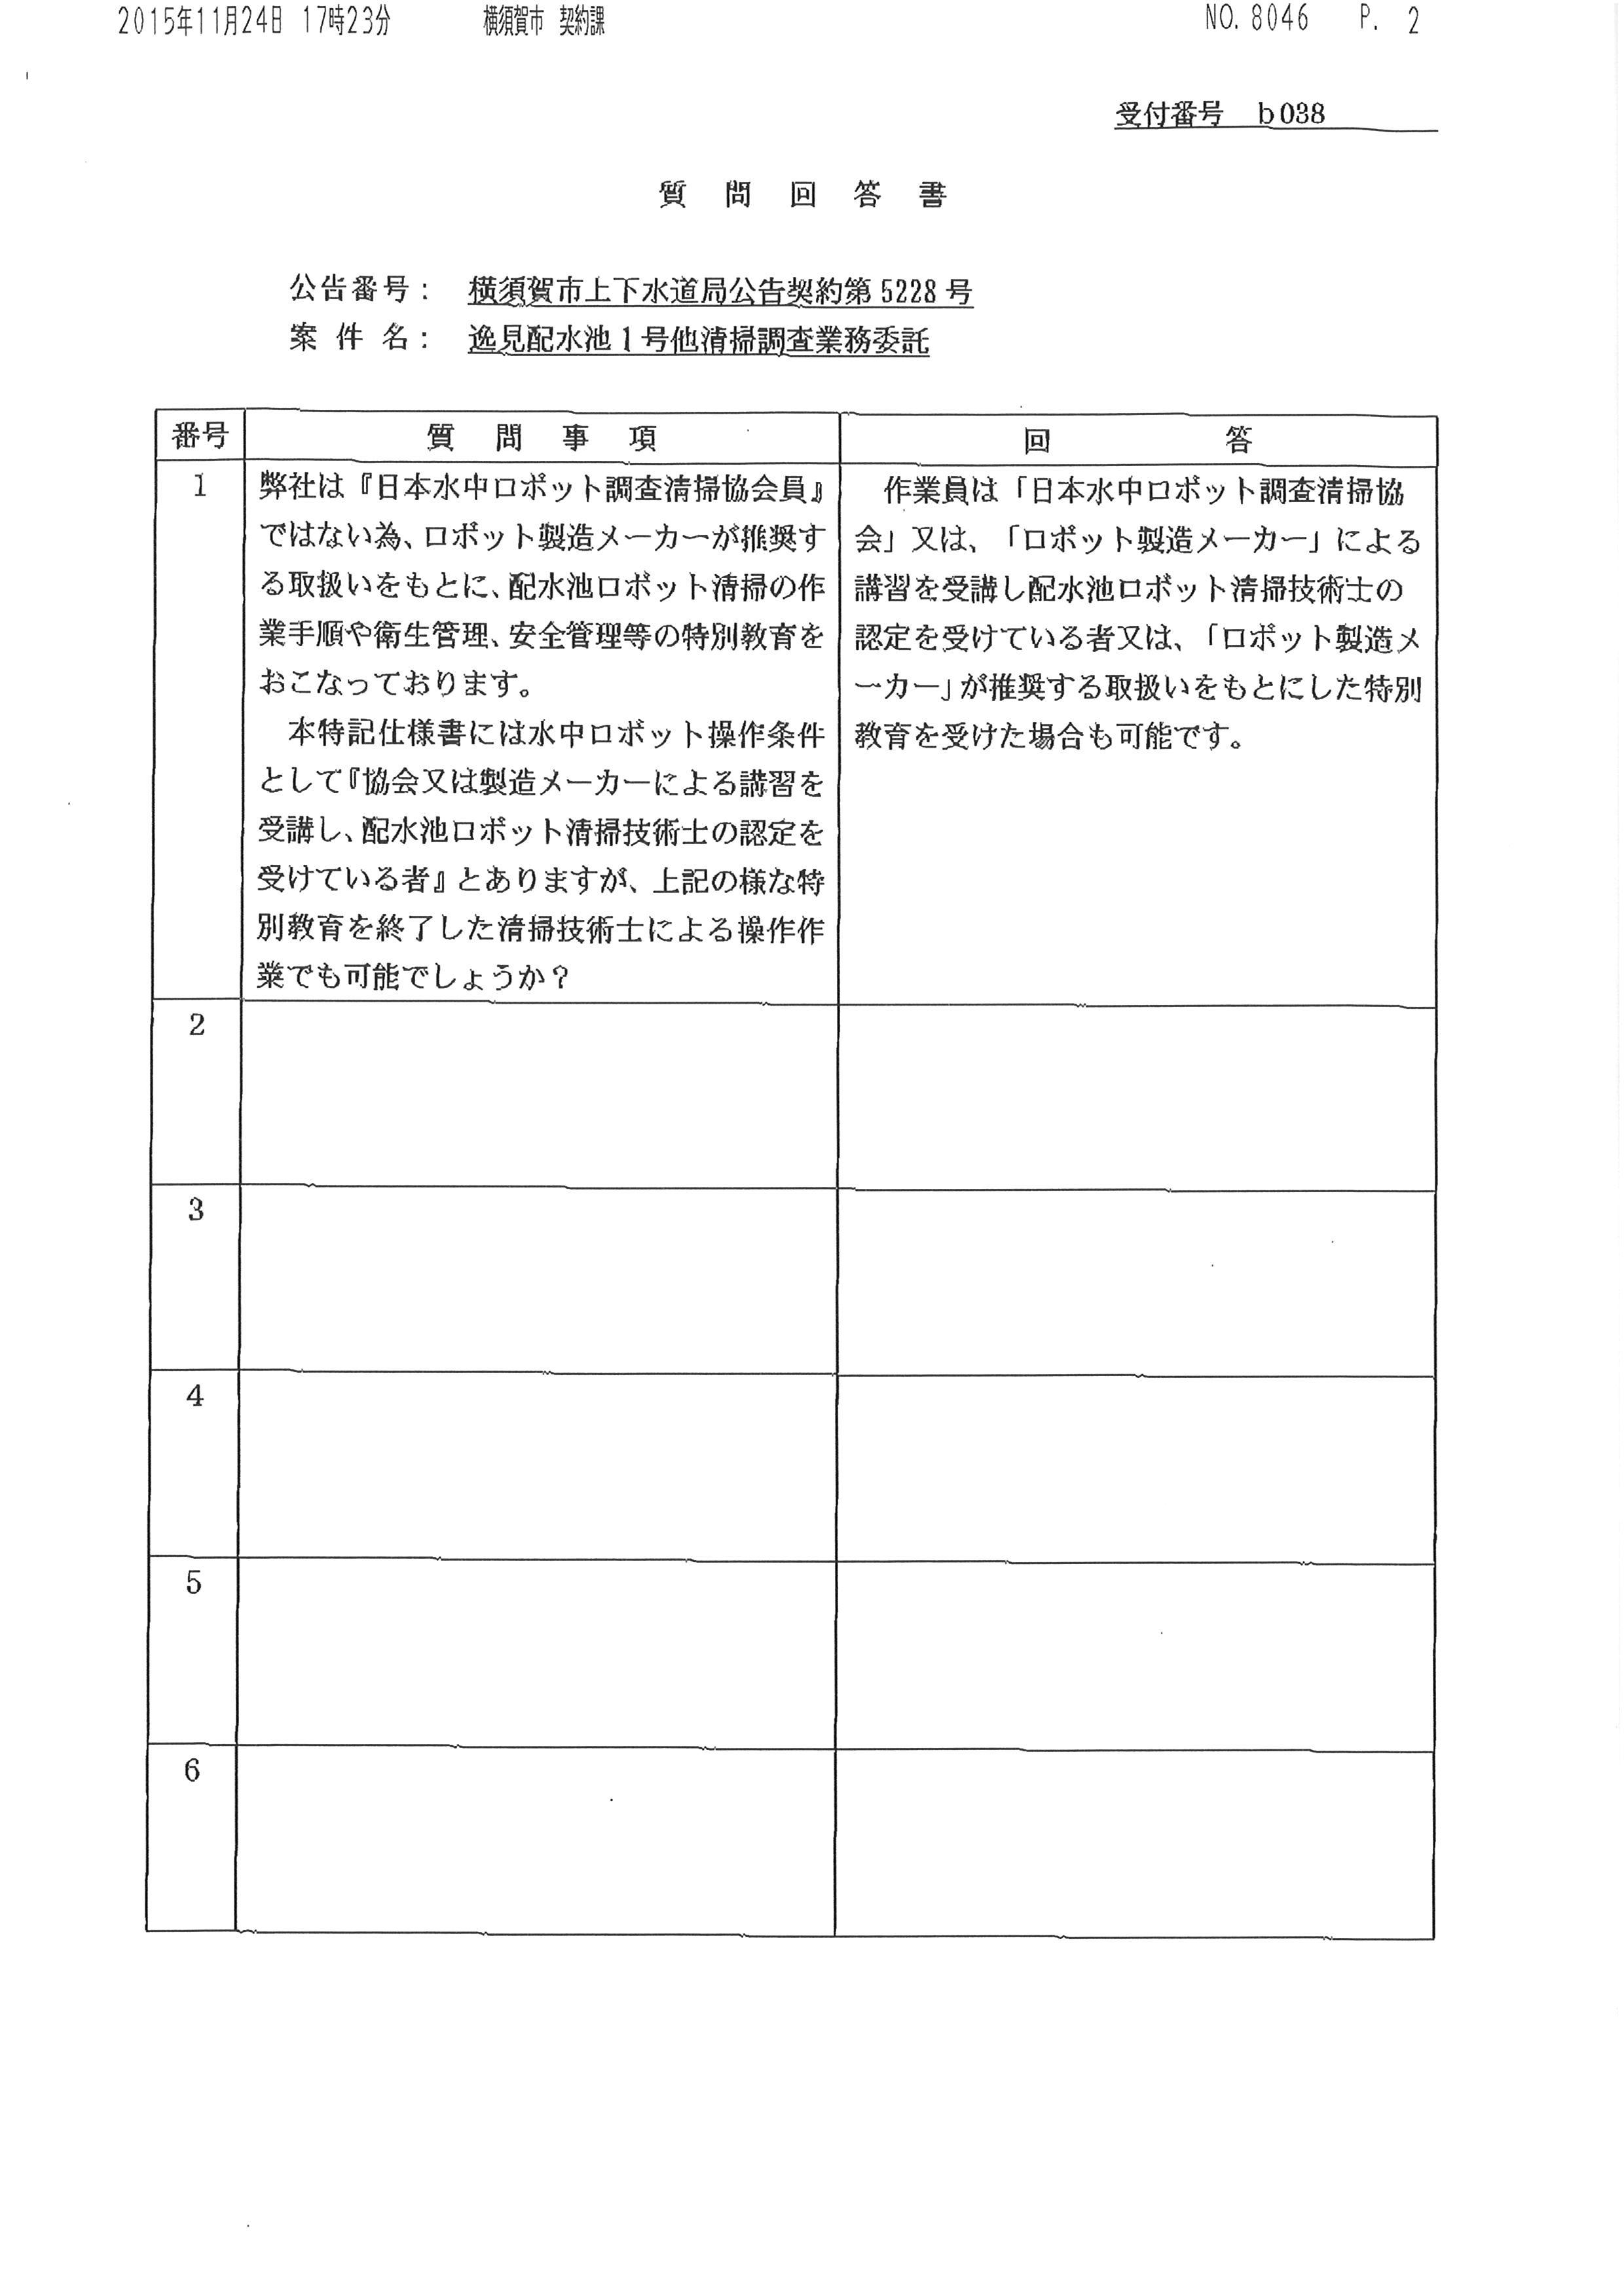 2015年11月24日 17時23分 横須賀市 契約課 NO. 8046 P. 2
受付番号 b038
質 問 回 答 書
公告番号： 横須賀市上下水道局公告契約第 5228 号
案 件 名： 逸見配水池１号他清掃調査業務委託
番号 質 問 事 項 回 答
1
弊社は『日本水中ロボット調査清掃協会員』
ではない為、ロボット製造メーカーが推奨す
る取扱いをもとに、配水池ロボット清掃の作
業手順や衛生管理、安全管理等の特別教育を
おこなっております。
本特記仕様書には水中ロボット操作条件
として『協会又は製造メーカーによる講習を
受講し、配水池ロボット清掃技術士の認定を
受けている者』とありますが、上記の様な特
別教育を終了した清掃技術士による操作作
業でも可能でしょうか？
作業員は「日本水中ロボット調査清掃協
会」又は、「ロボット製造メーカー」による
講習を受講し配水池ロボット清掃技術士の
認定を受けている者又は、「ロボット製造メ
ーカー」が推奨する取扱いをもとにした特別
教育を受けた場合も可能です。
2
3
4
5
6